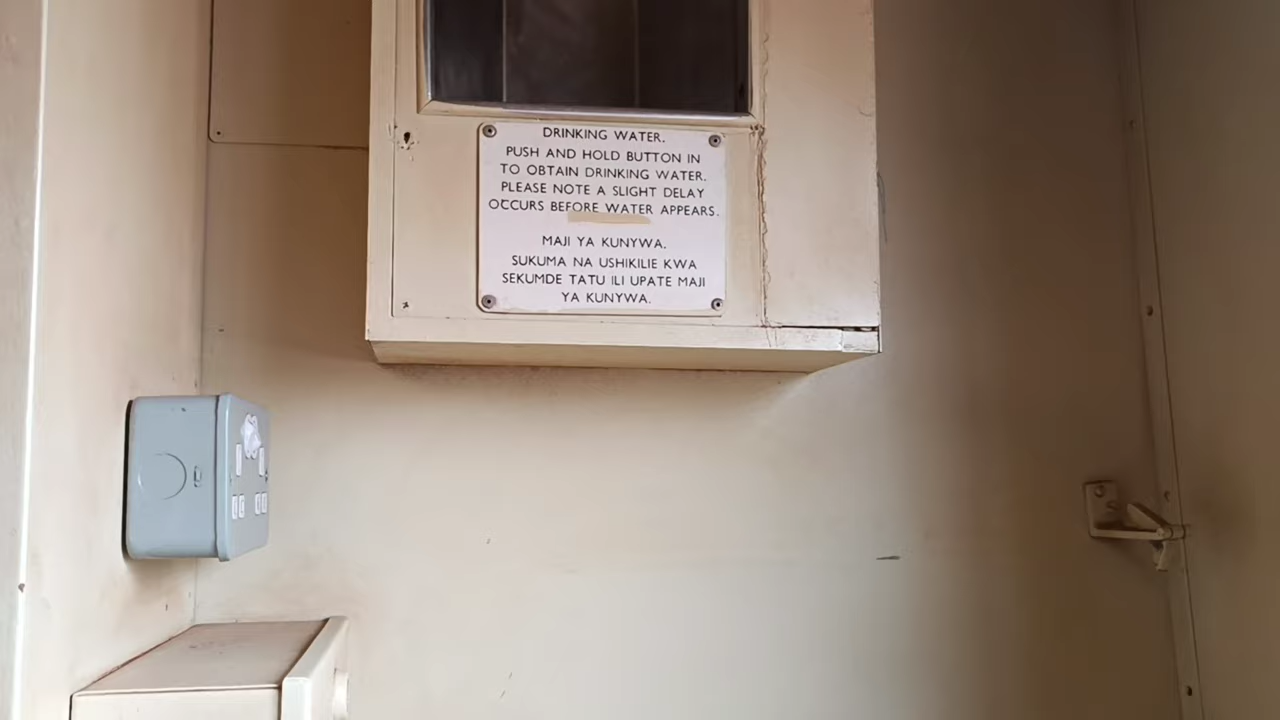 DRINKING WATER.
PUSH AND HOLD BUTTON IN
TO OBTAIN DRINKING WATER.
PLEASE NOTE A SLIGHT DELAY
OCCURS BEFORE WATER APPEARS.
MAJI YA KUNYWA.
SUKUMA NA USHIKILIE KWA
SEKUMDE TATU ILI UPATE MAJI
YA KUNYWA.